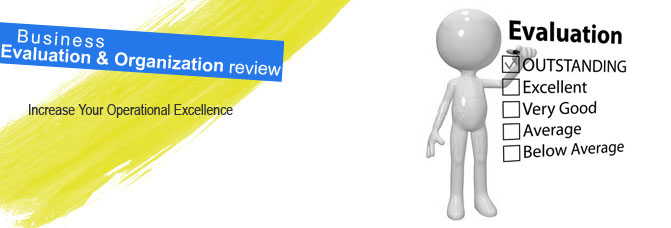 Business
Evaluation & Organization review
Increase Your Operational Excellence
Evaluation
OUTSTANDING
Excellent
Very Good
Average
Below Average